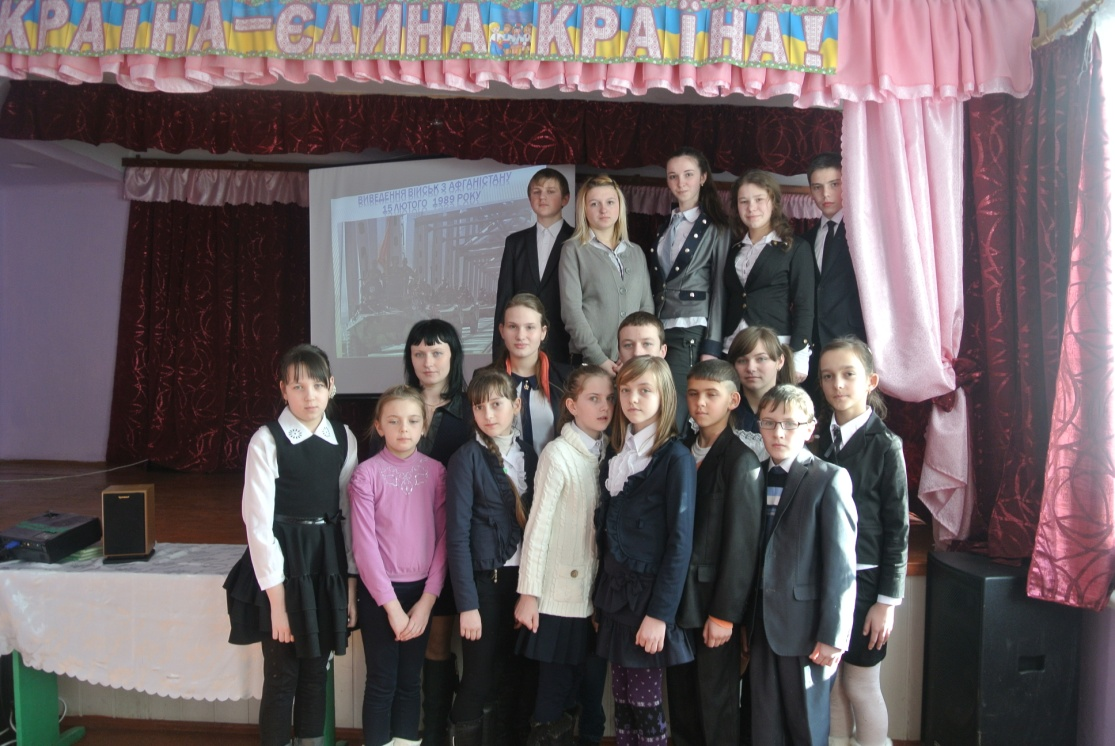 КРАЇНА – ЄДИНА КРАЇНА!
ВИВЕДЕННЯ ВІЙСЬК З АФГАНІСТАНУ
15 ЛЮТОГО 1989 РОКУ